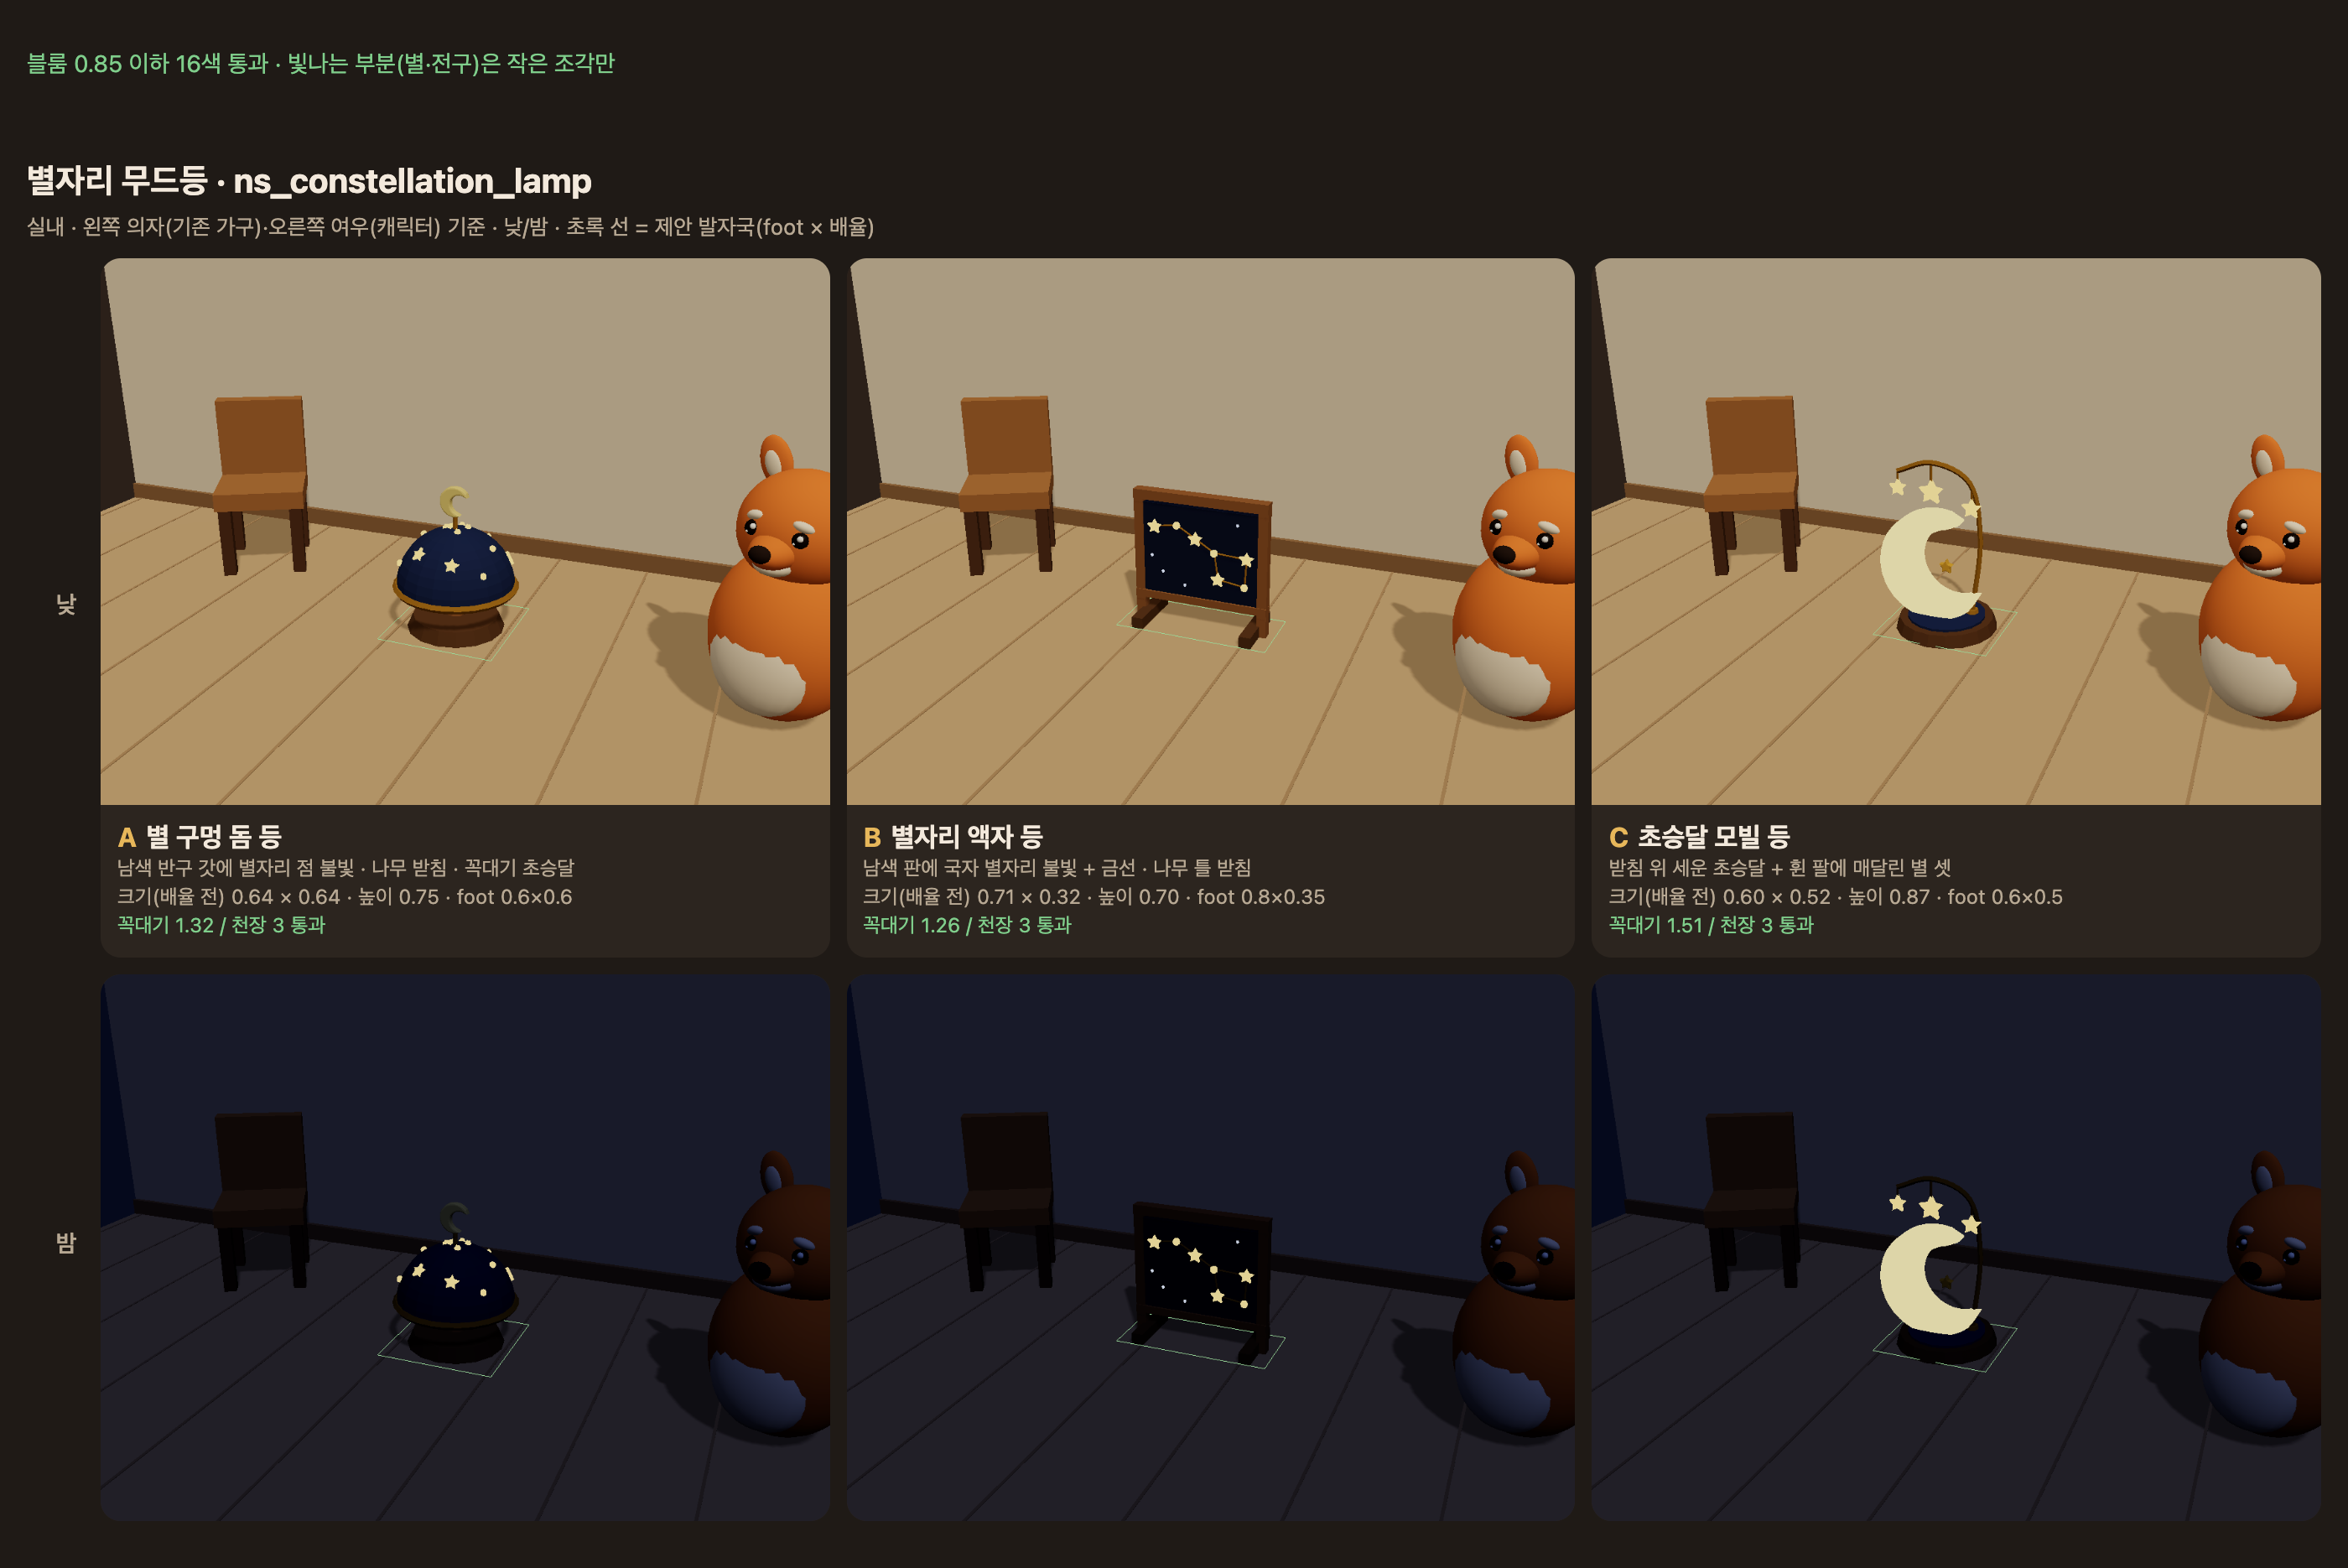 블룸 0.85 이하 16색 통과 · 빛나는 부분(별·전구)은 작은 조각만
별자리 무드등 · ns_constellation_lamp
실내 · 왼쪽 의자(기존 가구)·오른쪽 여우(캐릭터) 기준 · 낮/밤 · 초록 선 = 제안 발자국(foot × 배율)
낮
A 별 구멍 돔 등
남색 반구 갓에 별자리 점 불빛 · 나무 받침 · 꼭대기 초승달
크기(배율 전) 0.64 × 0.64 · 높이 0.75 · foot 0.6×0.6
꼭대기 1.32 / 천장 3 통과
B 별자리 액자 등
남색 판에 국자 별자리 불빛 + 금선 · 나무 틀 받침
크기(배율 전) 0.71 × 0.32 · 높이 0.70 · foot 0.8×0.35
꼭대기 1.26 / 천장 3 통과
C 초승달 모빌 등
받침 위 세운 초승달 + 휜 팔에 매달린 별 셋
크기(배율 전) 0.60 × 0.52 · 높이 0.87 · foot 0.6×0.5
꼭대기 1.51 / 천장 3 통과
밤